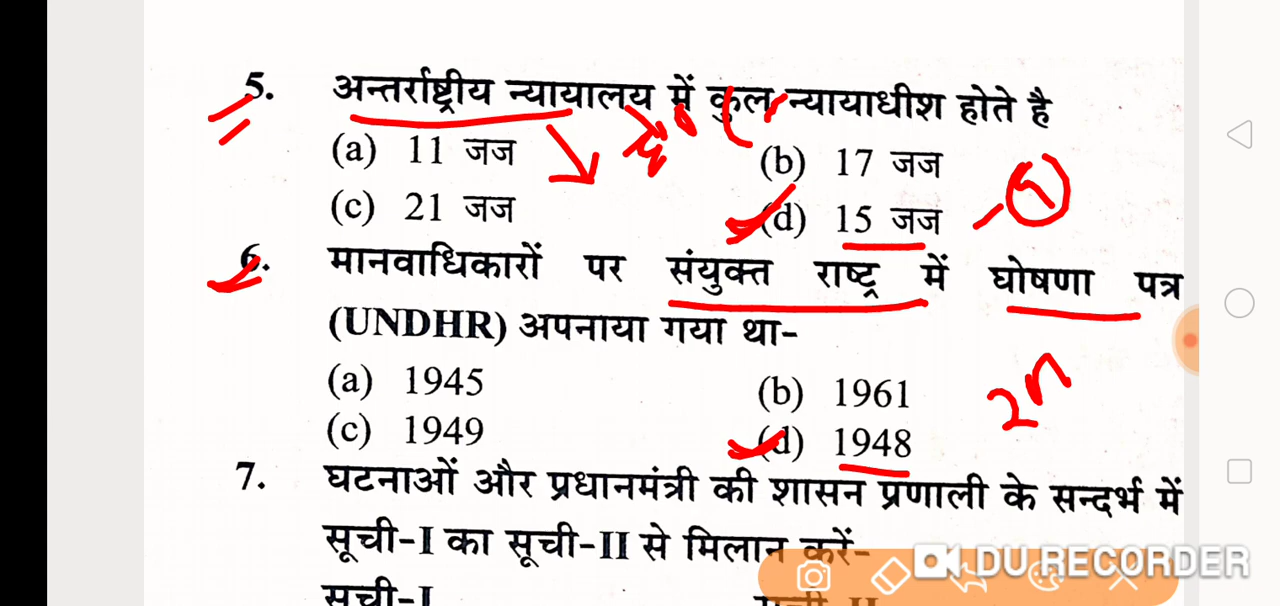 5. अन्तर्राष्ट्रीय न्यायालय में कुल न्यायाधीश होते है
(a) 11 जज (b) 17 जज
(c) 21 जज (d) 15 जज
6. मानवाधिकारों पर संयुक्त राष्ट्र में घोषणा पत्र
(UNDHR) अपनाया गया था-
(a) 1945 (b) 1961
(c) 1949 (d) 1948
7. घटनाओं और प्रधानमंत्री की शासन प्रणाली के सन्दर्भ में
सूची-I का सूची-II से मिलान करें-
सूची-I सूची-II
DU RECORDER